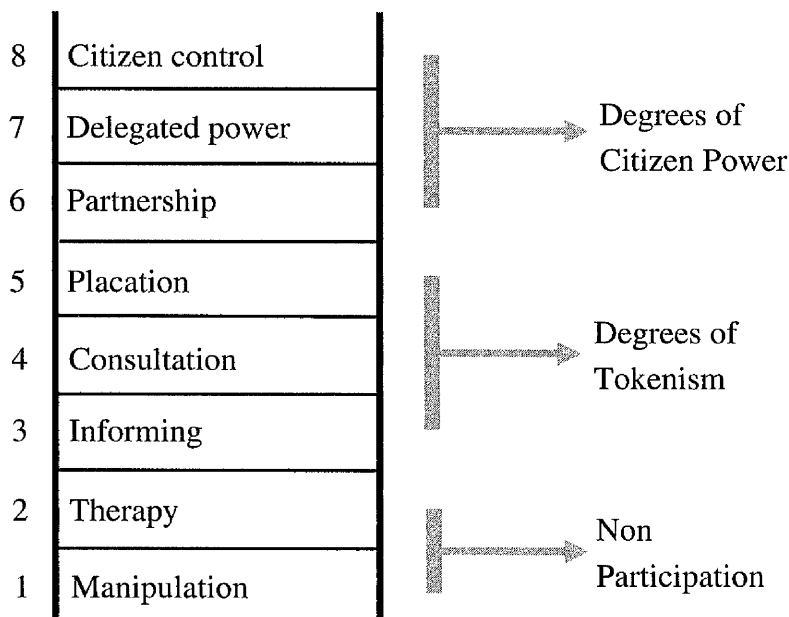 8 Citizen control
7 Delegated power
6 Partnership
5 Placation
4 Consultation
3 Informing
2 Therapy
1 Manipulation
Degrees of
Citizen Power
Degrees of
Tokenism
Non
Participation